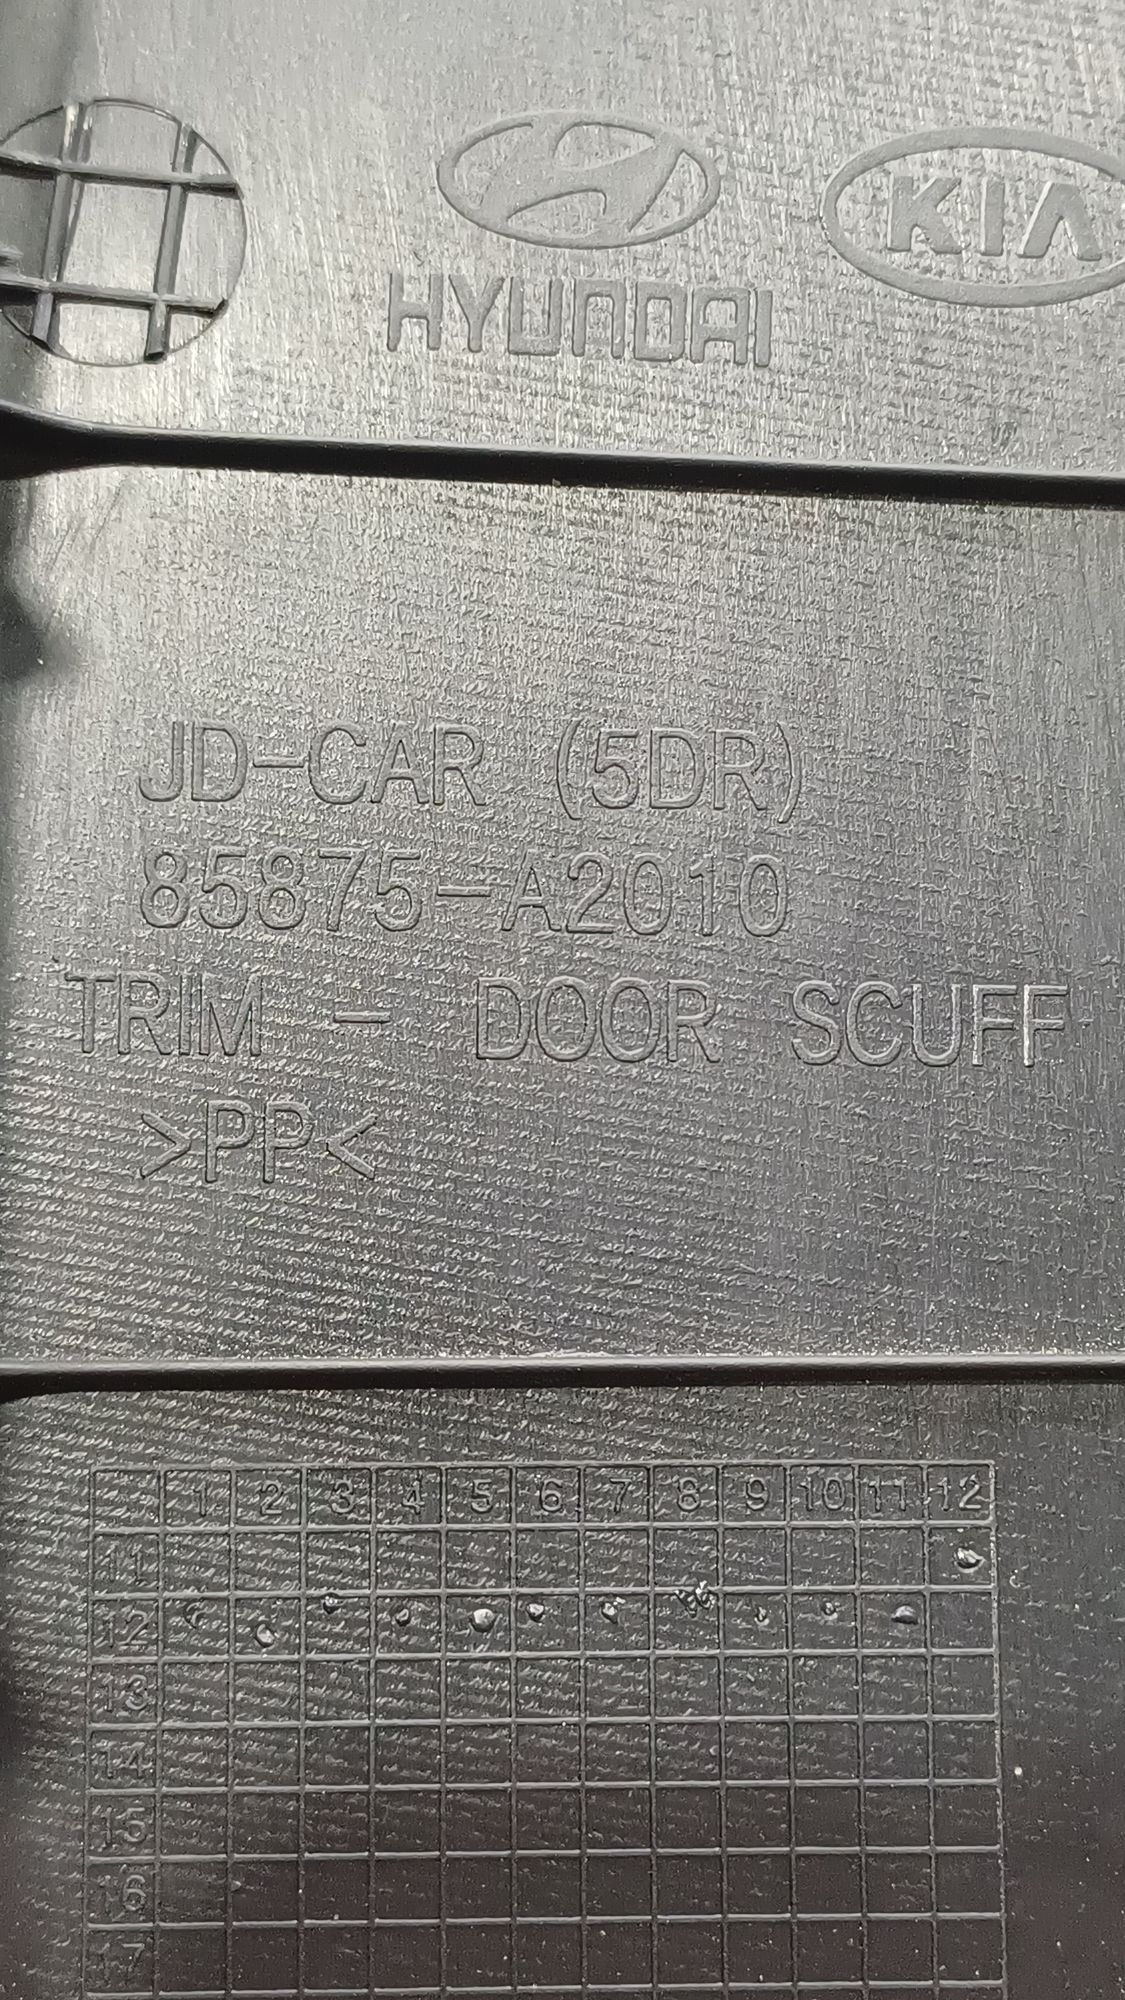 KIA
HYUNDAI
JD-CAR (5DR)
85875-A2010
TRIM - DOOR SCUFF
>PP<
1 2 3 4 5 6 7 8 9 10 11 12
11
12
13
14
15
16
17